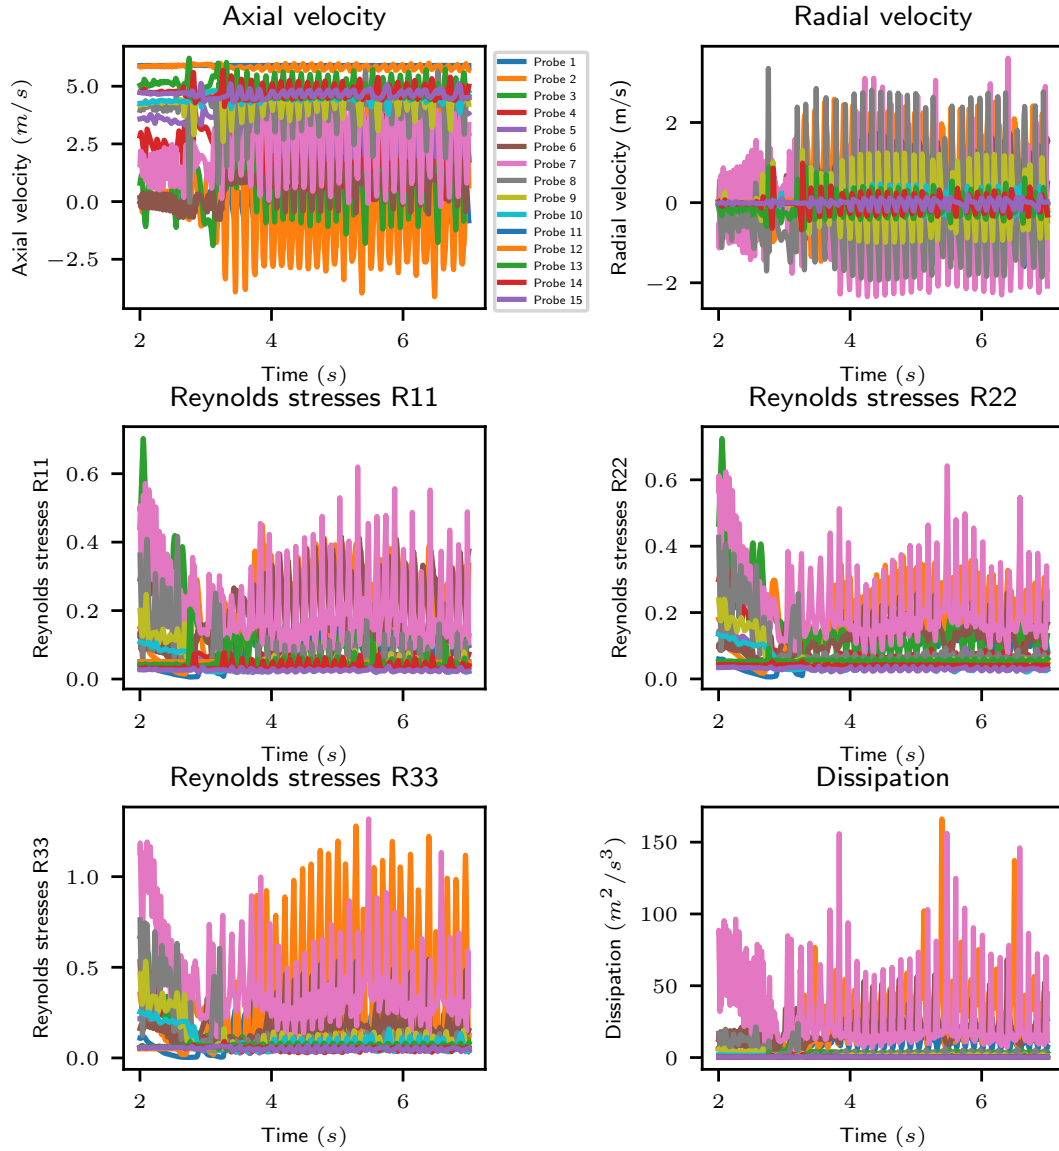 Axial velocity
Axial velocity (m/s)
5.0
2.5
0.0
−2.5
2
4
6
Time (s)
Probe 1
Probe 2
Probe 3
Probe 4
Probe 5
Probe 6
Probe 7
Probe 8
Probe 9
Probe 10
Probe 11
Probe 12
Probe 13
Probe 14
Probe 15
Radial velocity
Radial velocity (m/s)
2
0
−2
2
4
6
Time (s)
Reynolds stresses R11
Reynolds stresses R11
0.6
0.4
0.2
0.0
2
4
6
Time (s)
Reynolds stresses R22
Reynolds stresses R22
0.6
0.4
0.2
0.0
2
4
6
Time (s)
Reynolds stresses R33
Reynolds stresses R33
1.0
0.5
0.0
2
4
6
Time (s)
Dissipation
Dissipation (m²/s³)
150
100
50
0
2
4
6
Time (s)